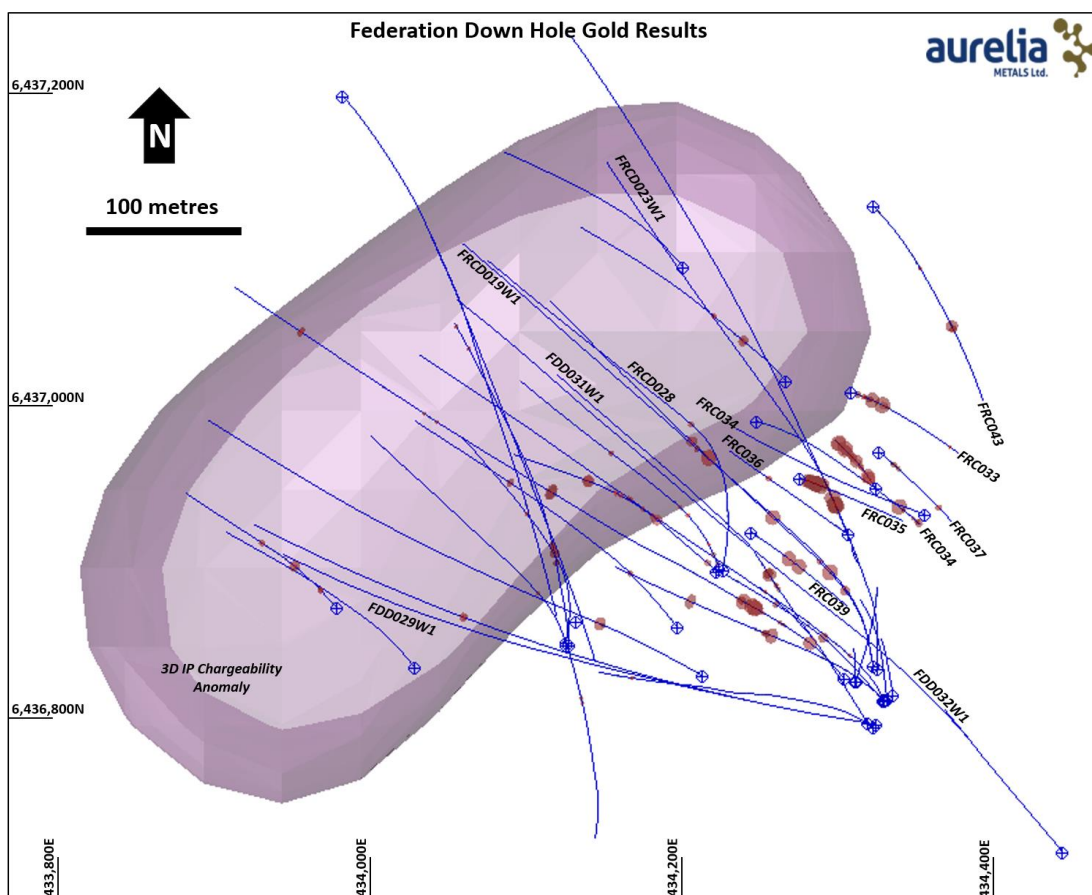 Federation Down Hole Gold Results
aurelia
METALS Ltd.
6,437,200N
N
100 metres
FRCD023W1
FRCD019W1
FDD031W1
FRCD028
FRC034
FRC036
FRC043
FRC033
6,437,000N
FRC037
FRC034
FRC035
FRC039
FDD029W1
3D IP Chargeability
Anomaly
FDD032W1
6,436,800N
433,800E
434,000E
434,200E
434,400E